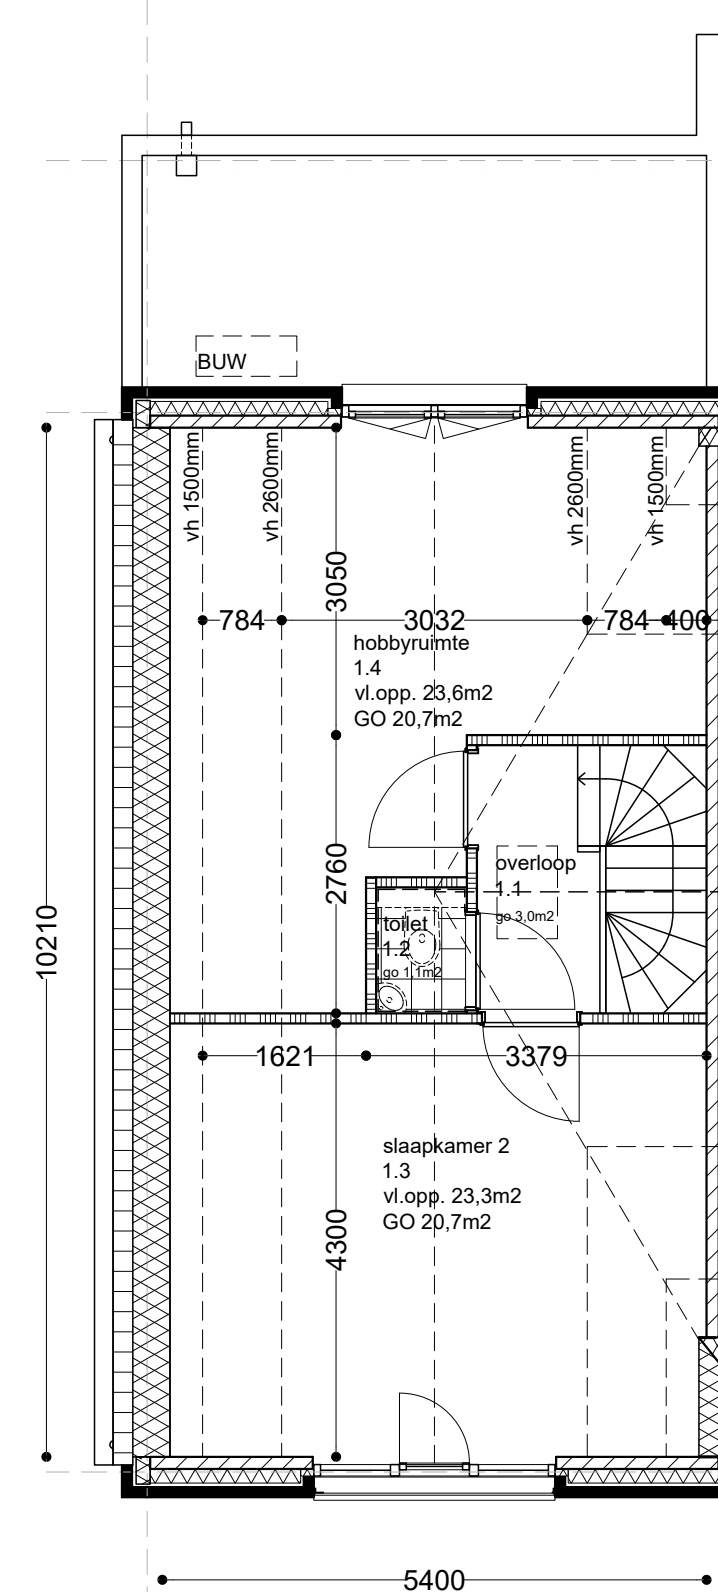 BUW
vh 1500mm
vh 2600mm
vh 2600mm
vh 1500mm
3050
784
3032
784
400
hobbyruimte
1.4
vl.opp. 23,6m2
GO 20,7m2
2760
overloop
1.1
go 3,0m2
toilet
1.2
go 1,1m2
10210
1621
3379
slaapkamer 2
1.3
vl.opp. 23,3m2
GO 20,7m2
4300
5400